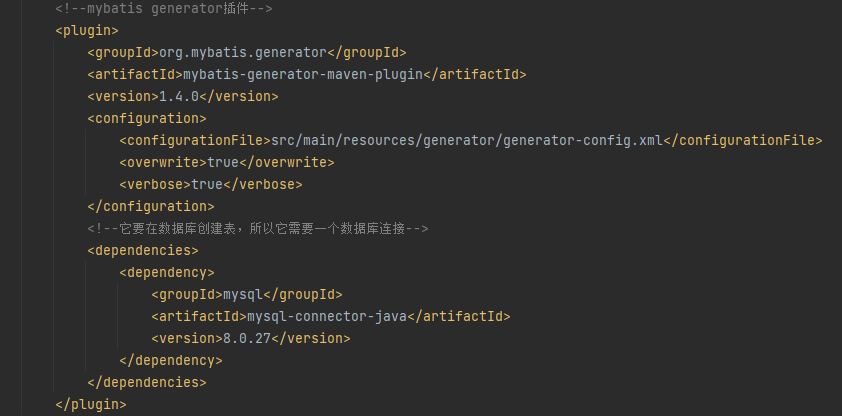 <!--mybatis generator插件-->
<plugin>
<groupId>org.mybatis.generator</groupId>
<artifactId>mybatis-generator-maven-plugin</artifactId>
<version>1.4.0</version>
<configuration>
<configurationFile>src/main/resources/generator/generator-config.xml</configurationFile>
<overwrite>true</overwrite>
<verbose>true</verbose>
</configuration>
<!--它要在数据库创建表，所以它需要一个数据库连接-->
<dependencies>
<dependency>
<groupId>mysql</groupId>
<artifactId>mysql-connector-java</artifactId>
<version>8.0.27</version>
</dependency>
</dependencies>
</plugin>